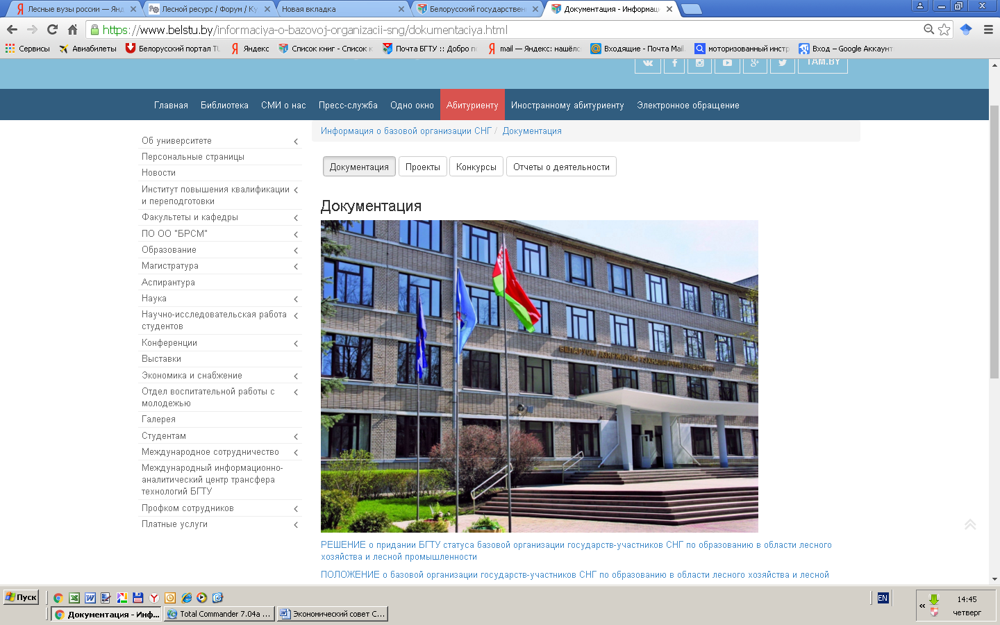 Лесные вузы россии — Янд
Лесной ресурс / Форум / Ку
Новая вкладка
Белорусский государствен
Документация - Информац
https://www.belstu.by/informaciya-o-bazovoj-organizacii-sng/dokumentaciya.html
Сервисы
Авиабилеты
Белорусский портал TU
Яндекс
Список книг - Список к
Почта БГТУ :: Добро п
mail — Яндекс: нашлос
Входящие - Почта Mail.
моторизованный инстр
Вход – Google Аккаунт
TAM.BY
Главная
Библиотека
СМИ о нас
Пресс-служба
Одно окно
Абитуриенту
Иностранному абитуриенту
Электронное обращение
Информация о базовой организации СНГ / Документация
Об университете
Персональные страницы
Новости
Институт повышения квалификации
и переподготовки
Факультеты и кафедры
ПО ОО "БРСМ"
Образование
Магистратура
Аспирантура
Наука
Научно-исследовательская работа
студентов
Конференции
Выставки
Экономика и снабжение
Отдел воспитательной работы с
молодежью
Галерея
Студентам
Международное сотрудничество
Международный информационно-
аналитический центр трансфера
технологий БГТУ
Профком сотрудников
Платные услуги
Документация
Проекты
Конкурсы
Отчеты о деятельности
Документация
РЕШЕНИЕ о придании БГТУ статуса базовой организации государств-участников СНГ по образованию в области лесного
хозяйства и лесной промышленности
ПОЛОЖЕНИЕ о базовой организации государств-участников СНГ по образованию в области лесного хозяйства и лесной
Пуск
Документация - Инф...
Total Commander 7.04a ...
Экономический совет С...
EN
14:45
четверг